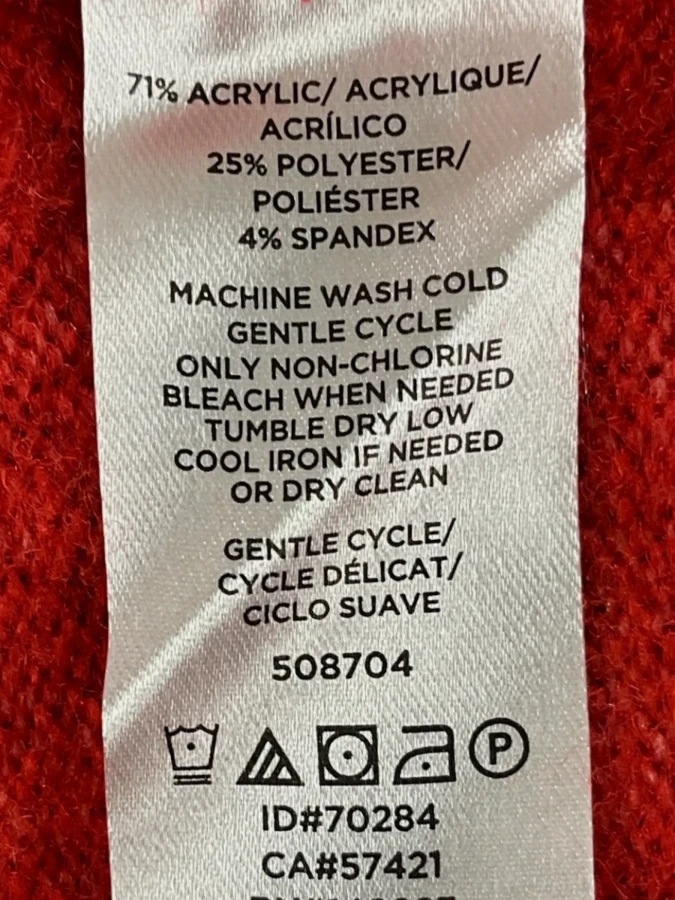 71% ACRYLIC/ ACRYLIQUE/
ACRÍLICO
25% POLYESTER/
POLIÉSTER
4% SPANDEX
MACHINE WASH COLD
GENTLE CYCLE
ONLY NON-CHLORINE
BLEACH WHEN NEEDED
TUMBLE DRY LOW
COOL IRON IF NEEDED
OR DRY CLEAN
GENTLE CYCLE/
CYCLE DÉLICAT/
CICLO SUAVE
508704
P
ID#70284
CA#57421